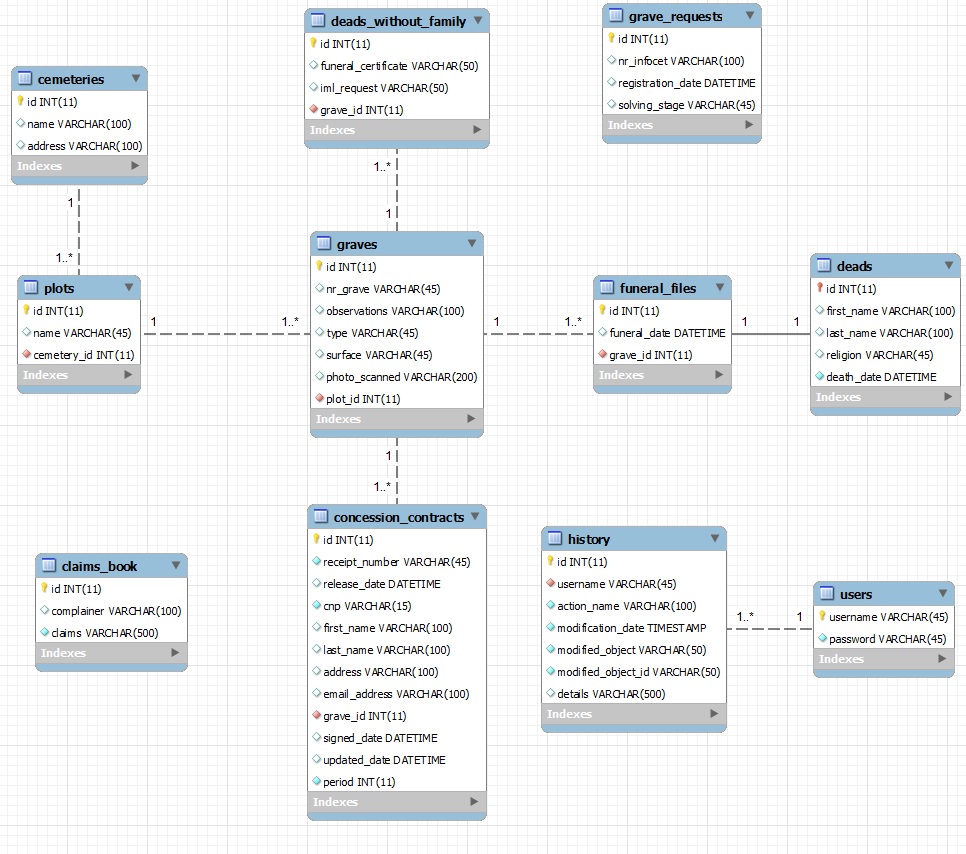 deads_without_family
id INT(11)
funeral_certificate VARCHAR(50)
iml_request VARCHAR(50)
grave_id INT(11)
Indexes
grave_requests
id INT(11)
nr_infocet VARCHAR(100)
registration_date DATETIME
solving_stage VARCHAR(45)
Indexes
cemeteries
id INT(11)
name VARCHAR(100)
address VARCHAR(100)
Indexes
1
1..*
1..*
1
plots
id INT(11)
name VARCHAR(45)
cemetery_id INT(11)
Indexes
1
1..*
graves
id INT(11)
nr_grave VARCHAR(45)
observations VARCHAR(100)
type VARCHAR(45)
surface VARCHAR(45)
photo_scanned VARCHAR(200)
plot_id INT(11)
Indexes
1
1..*
funeral_files
id INT(11)
funeral_date DATETIME
grave_id INT(11)
Indexes
1
1
deads
id INT(11)
first_name VARCHAR(100)
last_name VARCHAR(100)
religion VARCHAR(45)
death_date DATETIME
Indexes
1
1..*
concession_contracts
id INT(11)
receipt_number VARCHAR(45)
release_date DATETIME
cnp VARCHAR(15)
first_name VARCHAR(100)
last_name VARCHAR(100)
address VARCHAR(100)
email_address VARCHAR(100)
grave_id INT(11)
signed_date DATETIME
updated_date DATETIME
period INT(11)
Indexes
claims_book
id INT(11)
complainer VARCHAR(100)
claims VARCHAR(500)
Indexes
history
id INT(11)
username VARCHAR(45)
action_name VARCHAR(100)
modification_date TIMESTAMP
modified_object VARCHAR(50)
modified_object_id VARCHAR(50)
details VARCHAR(500)
Indexes
1..*
1
users
username VARCHAR(45)
password VARCHAR(45)
Indexes